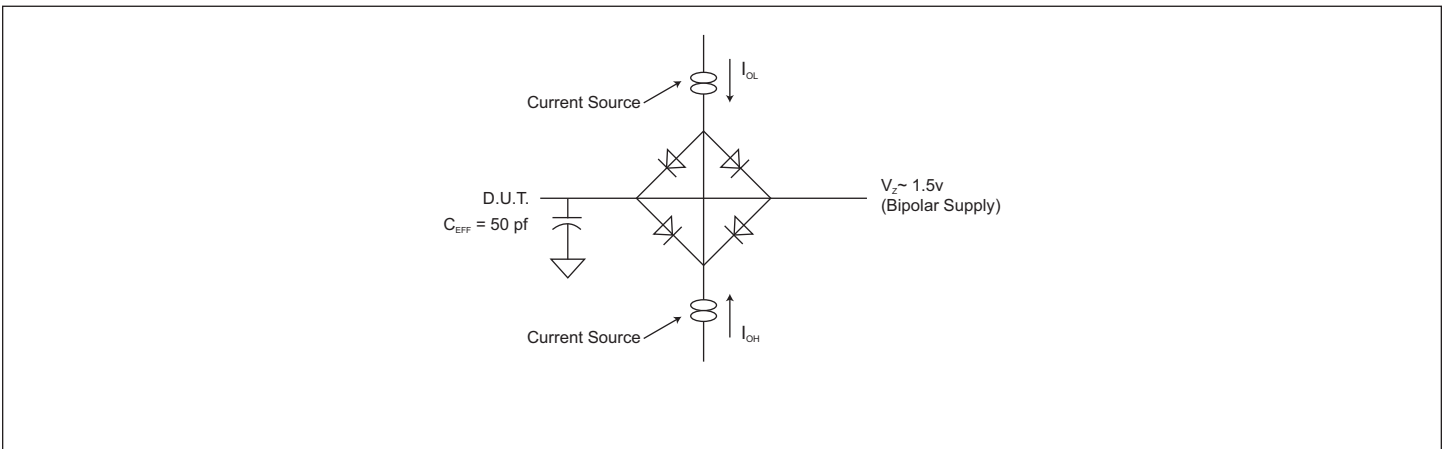 I_OL
Current Source
D.U.T.
V_Z~ 1.5v
(Bipolar Supply)
C_EFF = 50 pf
Current Source
I_OH